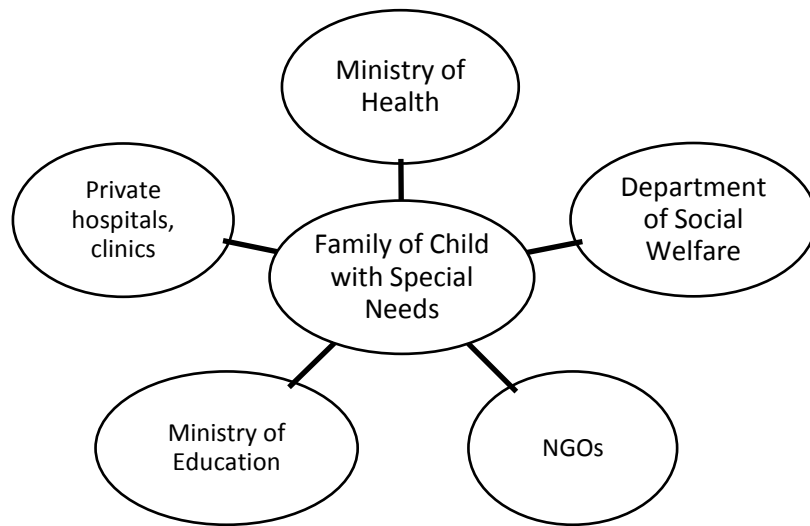 Ministry of
Health
Private
hospitals,
clinics
Family of Child
with Special
Needs
Department
of Social
Welfare
Ministry of
Education
NGOs